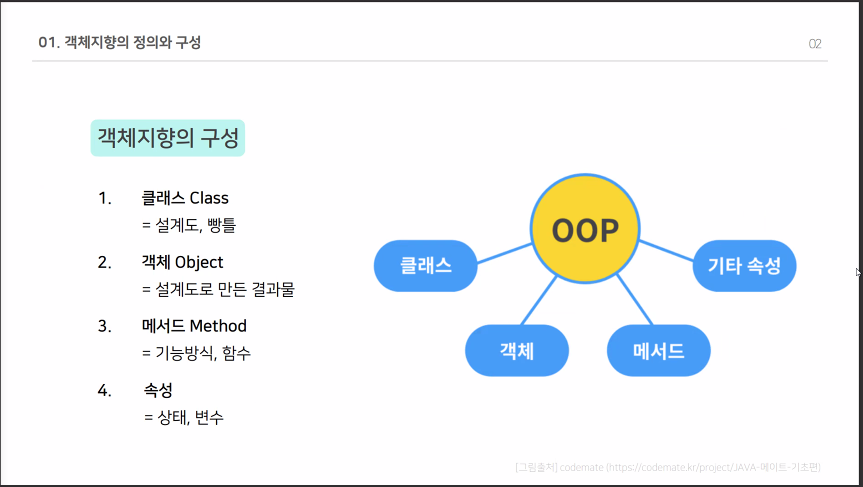 01. 객체지향의 정의와 구성
02
객체지향의 구성
1. 클래스 Class
= 설계도, 빵틀
2. 객체 Object
= 설계도로 만든 결과물
3. 메서드 Method
= 기능방식, 함수
4. 속성
= 상태, 변수
OOP
클래스
기타 속성
객체
메서드
[그림출처] codemate (https://codemate.kr/project/JAVA-메이트-기초편)